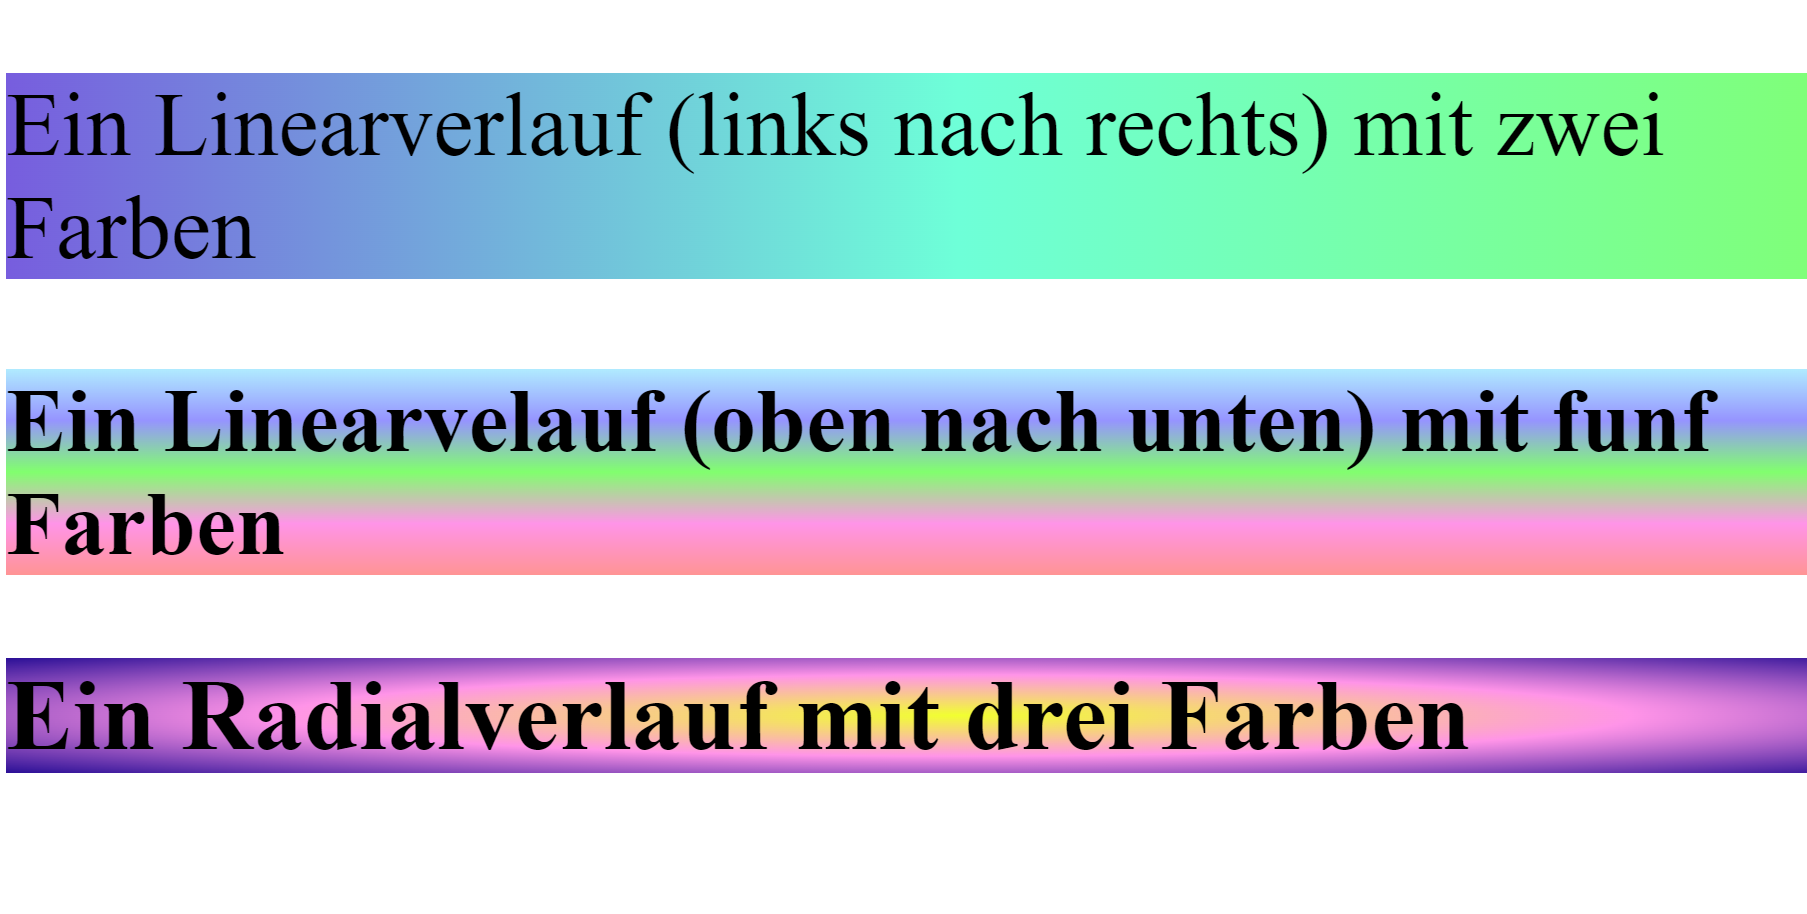 Ein Linearverlauf (links nach rechts) mit zwei
Farben
Ein Linearvelauf (oben nach unten) mit funf
Farben
Ein Radialverlauf mit drei Farben